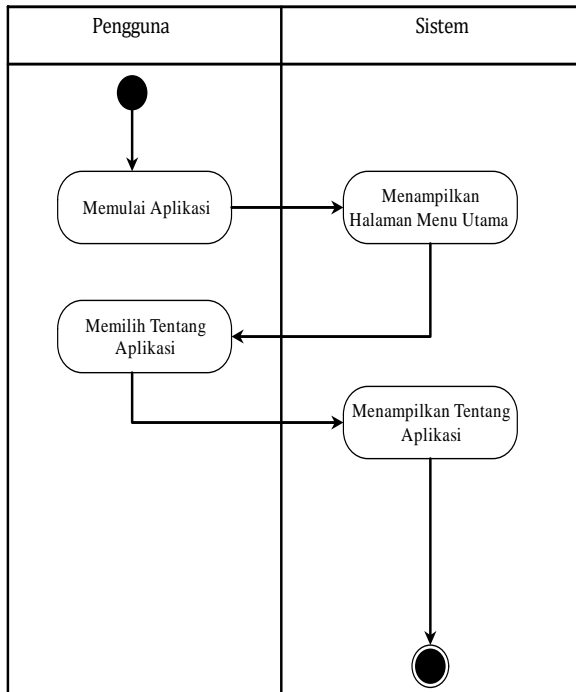 Pengguna
Sistem
Memulai Aplikasi
Menampilkan
Halaman Menu Utama
Memilih Tentang
Aplikasi
Menampilkan Tentang
Aplikasi